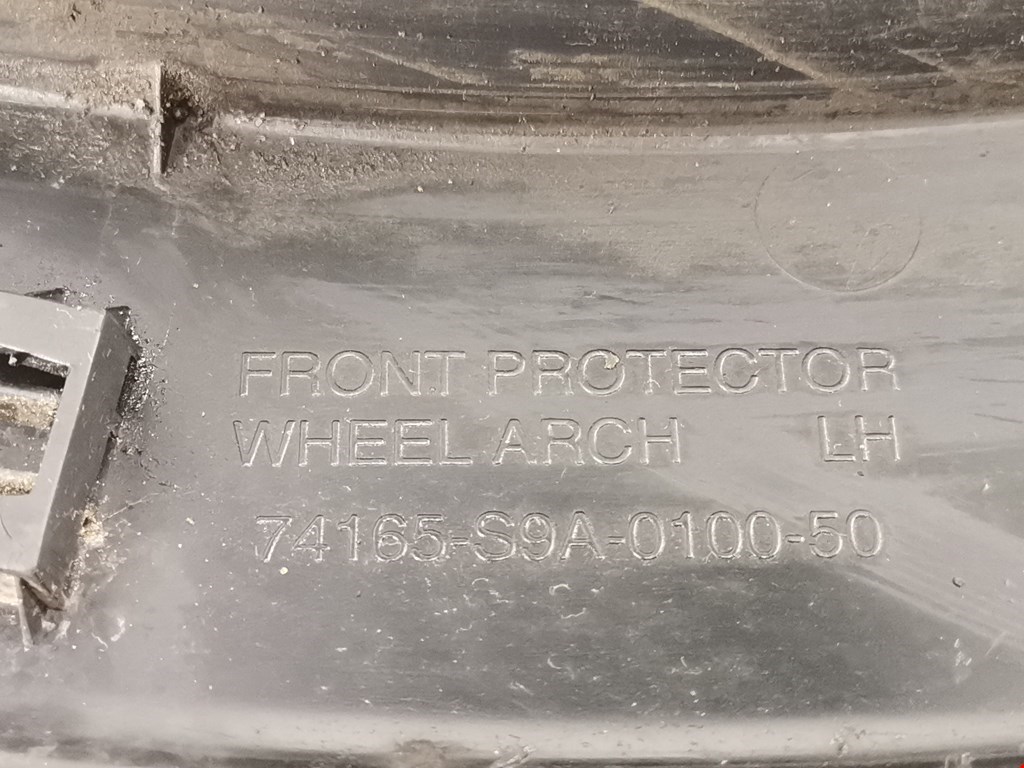 FRONT PROTECTOR
WHEEL ARCH LH
74165-S9A-0100-50